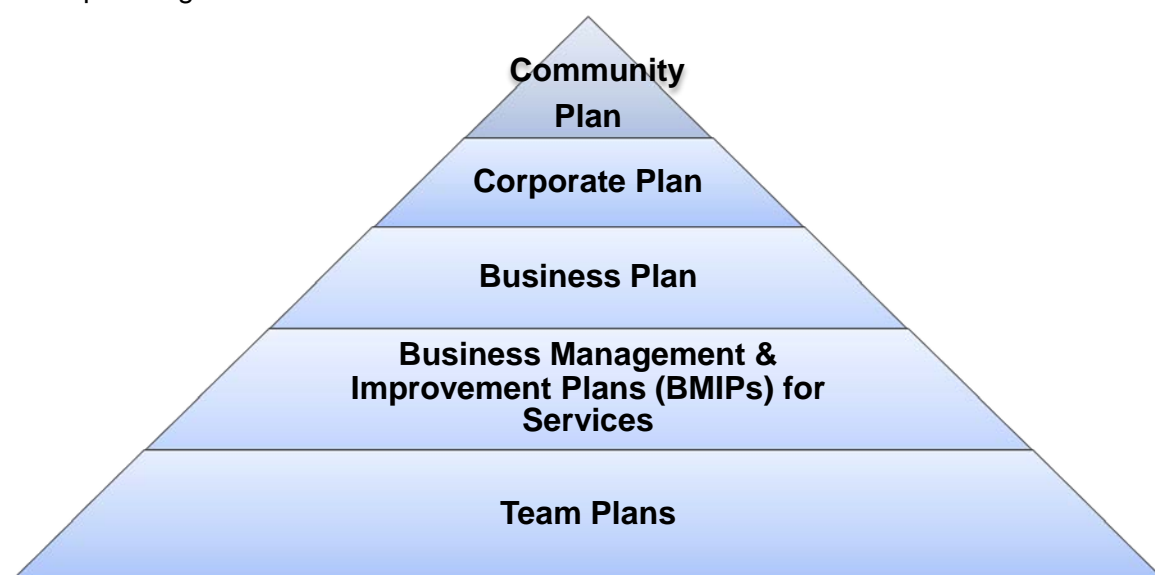 Community
Plan
Corporate Plan
Business Plan
Business Management &
Improvement Plans (BMIPs) for
Services
Team Plans